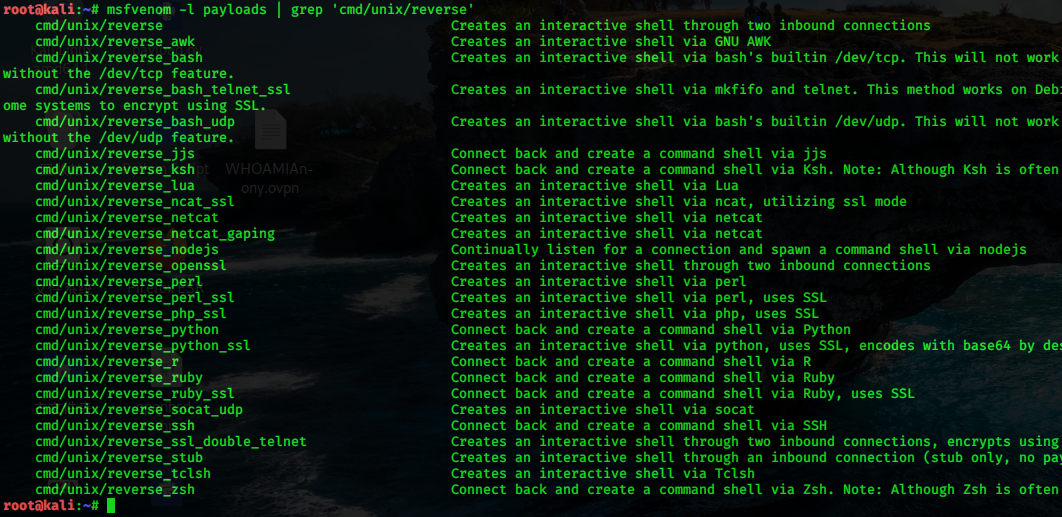 root@kali:~# msfvenom -l payloads | grep 'cmd/unix/reverse'
cmd/unix/reverse Creates an interactive shell through two inbound connections
cmd/unix/reverse_awk Creates an interactive shell via GNU AWK
cmd/unix/reverse_bash Creates an interactive shell via bash's builtin /dev/tcp. This will not work
without the /dev/tcp feature.
cmd/unix/reverse_bash_telnet_ssl Creates an interactive shell via mkfifo and telnet. This method works on Debi
ome systems to encrypt using SSL.
cmd/unix/reverse_bash_udp Creates an interactive shell via bash's builtin /dev/udp. This will not work
without the /dev/udp feature.
cmd/unix/reverse_jjs Connect back and create a command shell via jjs
cmd/unix/reverse_ksh Connect back and create a command shell via Ksh. Note: Although Ksh is often
cmd/unix/reverse_lua Creates an interactive shell via Lua
cmd/unix/reverse_ncat_ssl Creates an interactive shell via ncat, utilizing ssl mode
cmd/unix/reverse_netcat Creates an interactive shell via netcat
cmd/unix/reverse_netcat_gaping Creates an interactive shell via netcat
cmd/unix/reverse_nodejs Continually listen for a connection and spawn a command shell via nodejs
cmd/unix/reverse_openssl Creates an interactive shell through two inbound connections
cmd/unix/reverse_perl Creates an interactive shell via perl
cmd/unix/reverse_perl_ssl Creates an interactive shell via perl, uses SSL
cmd/unix/reverse_php_ssl Creates an interactive shell via php, uses SSL
cmd/unix/reverse_python Connect back and create a command shell via Python
cmd/unix/reverse_python_ssl Creates an interactive shell via python, uses SSL, encodes with base64 by des
cmd/unix/reverse_r Connect back and create a command shell via R
cmd/unix/reverse_ruby Connect back and create a command shell via Ruby
cmd/unix/reverse_ruby_ssl Connect back and create a command shell via Ruby, uses SSL
cmd/unix/reverse_socat_udp Creates an interactive shell via socat
cmd/unix/reverse_ssh Connect back and create a command shell via SSH
cmd/unix/reverse_ssl_double_telnet Creates an interactive shell through two inbound connections, encrypts using
cmd/unix/reverse_stub Creates an interactive shell through an inbound connection (stub only, no pay
cmd/unix/reverse_tclsh Creates an interactive shell via Tclsh
cmd/unix/reverse_zsh Connect back and create a command shell via Zsh. Note: Although Zsh is often
root@kali:~#
WHOAMIAn-
ony.ovpn